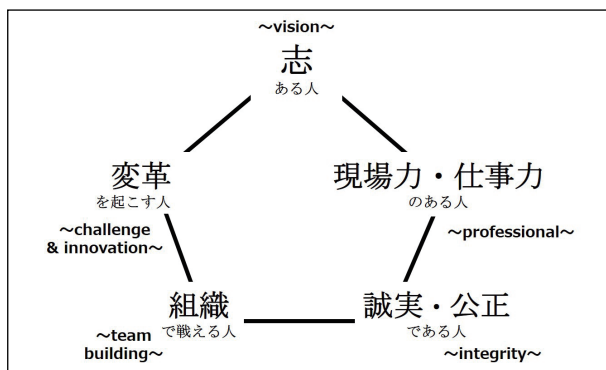 ～vision～
志
ある人
変革
を起こす人
～challenge
& innovation～
現場力・仕事力
のある人
～professional～
組織
で戦える人
～team
building～
誠実・公正
である人
～integrity～